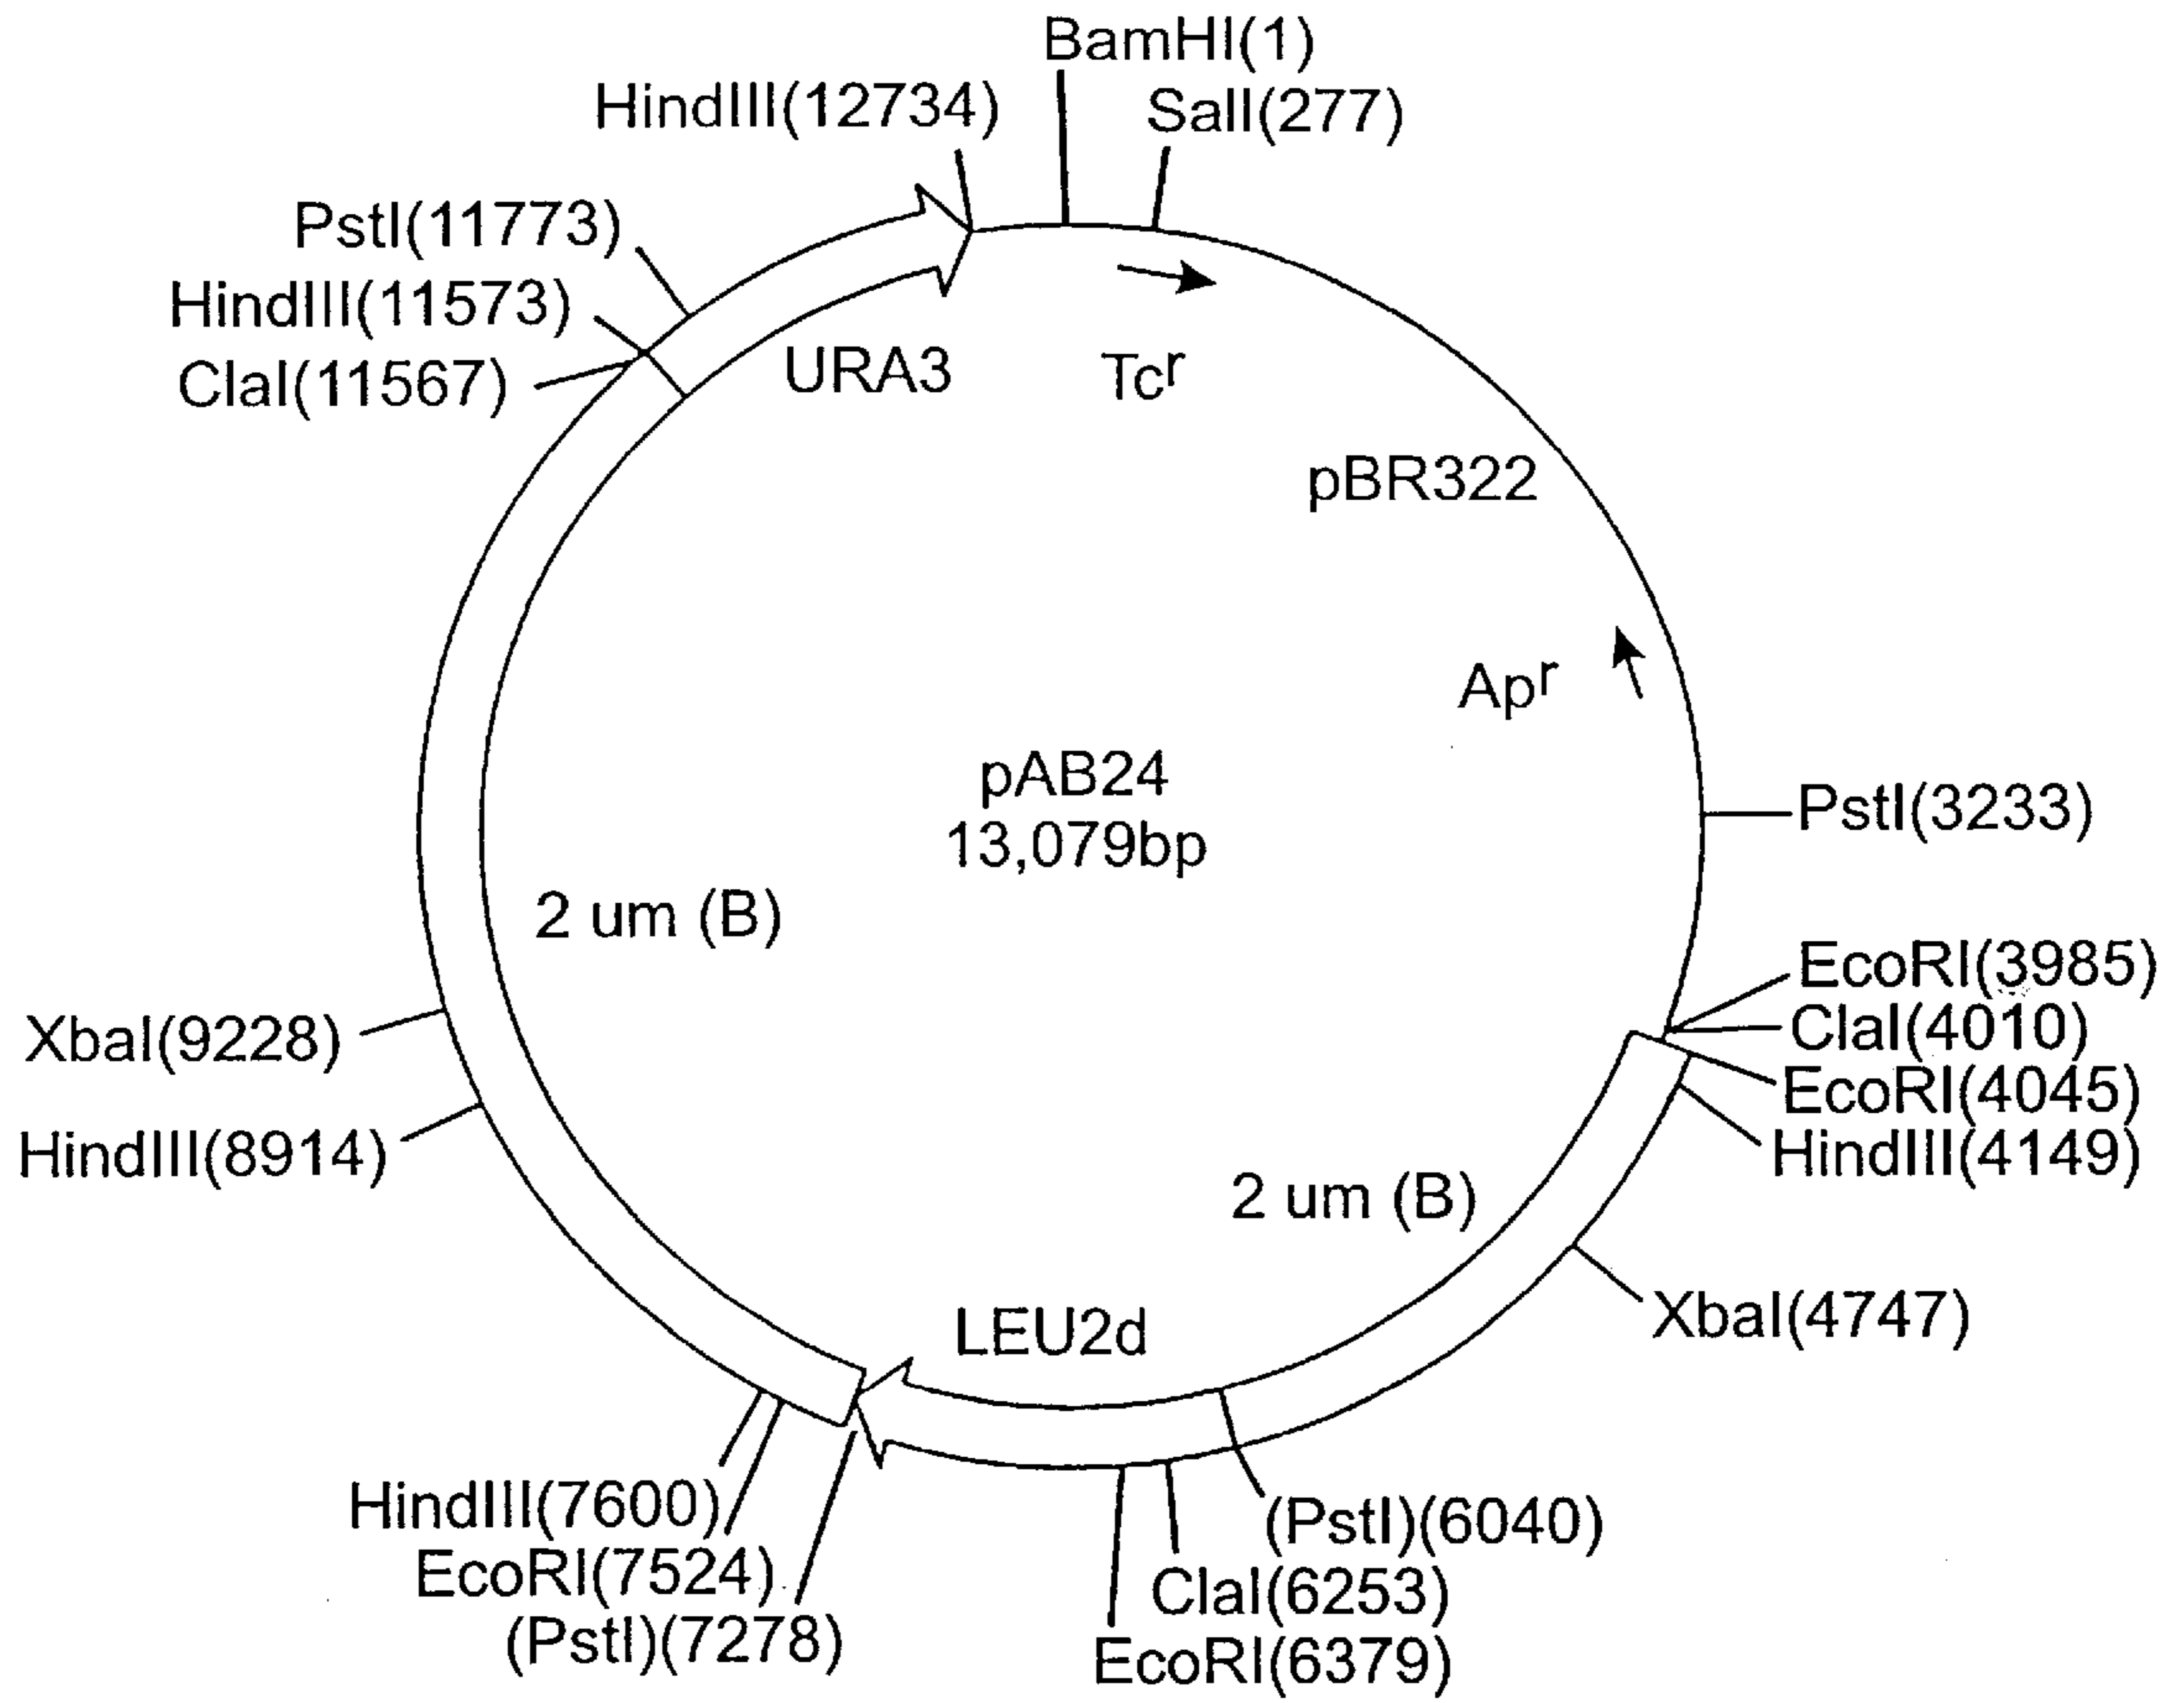 BamHI(1)
SalI(277)
HindIII(12734)
PstI(11773)
HindIII(11573)
ClaI(11567)
URA3
Tcr
pBR322
Apr
pAB24
13,079bp
PstI(3233)
2 um (B)
EcoRI(3985)
ClaI(4010)
EcoRI(4045)
HindIII(4149)
XbaI(9228)
HindIII(8914)
2 um (B)
XbaI(4747)
LEU2d
HindIII(7600)
EcoRI(7524)
(PstI)(7278)
(PstI)(6040)
ClaI(6253)
EcoRI(6379)